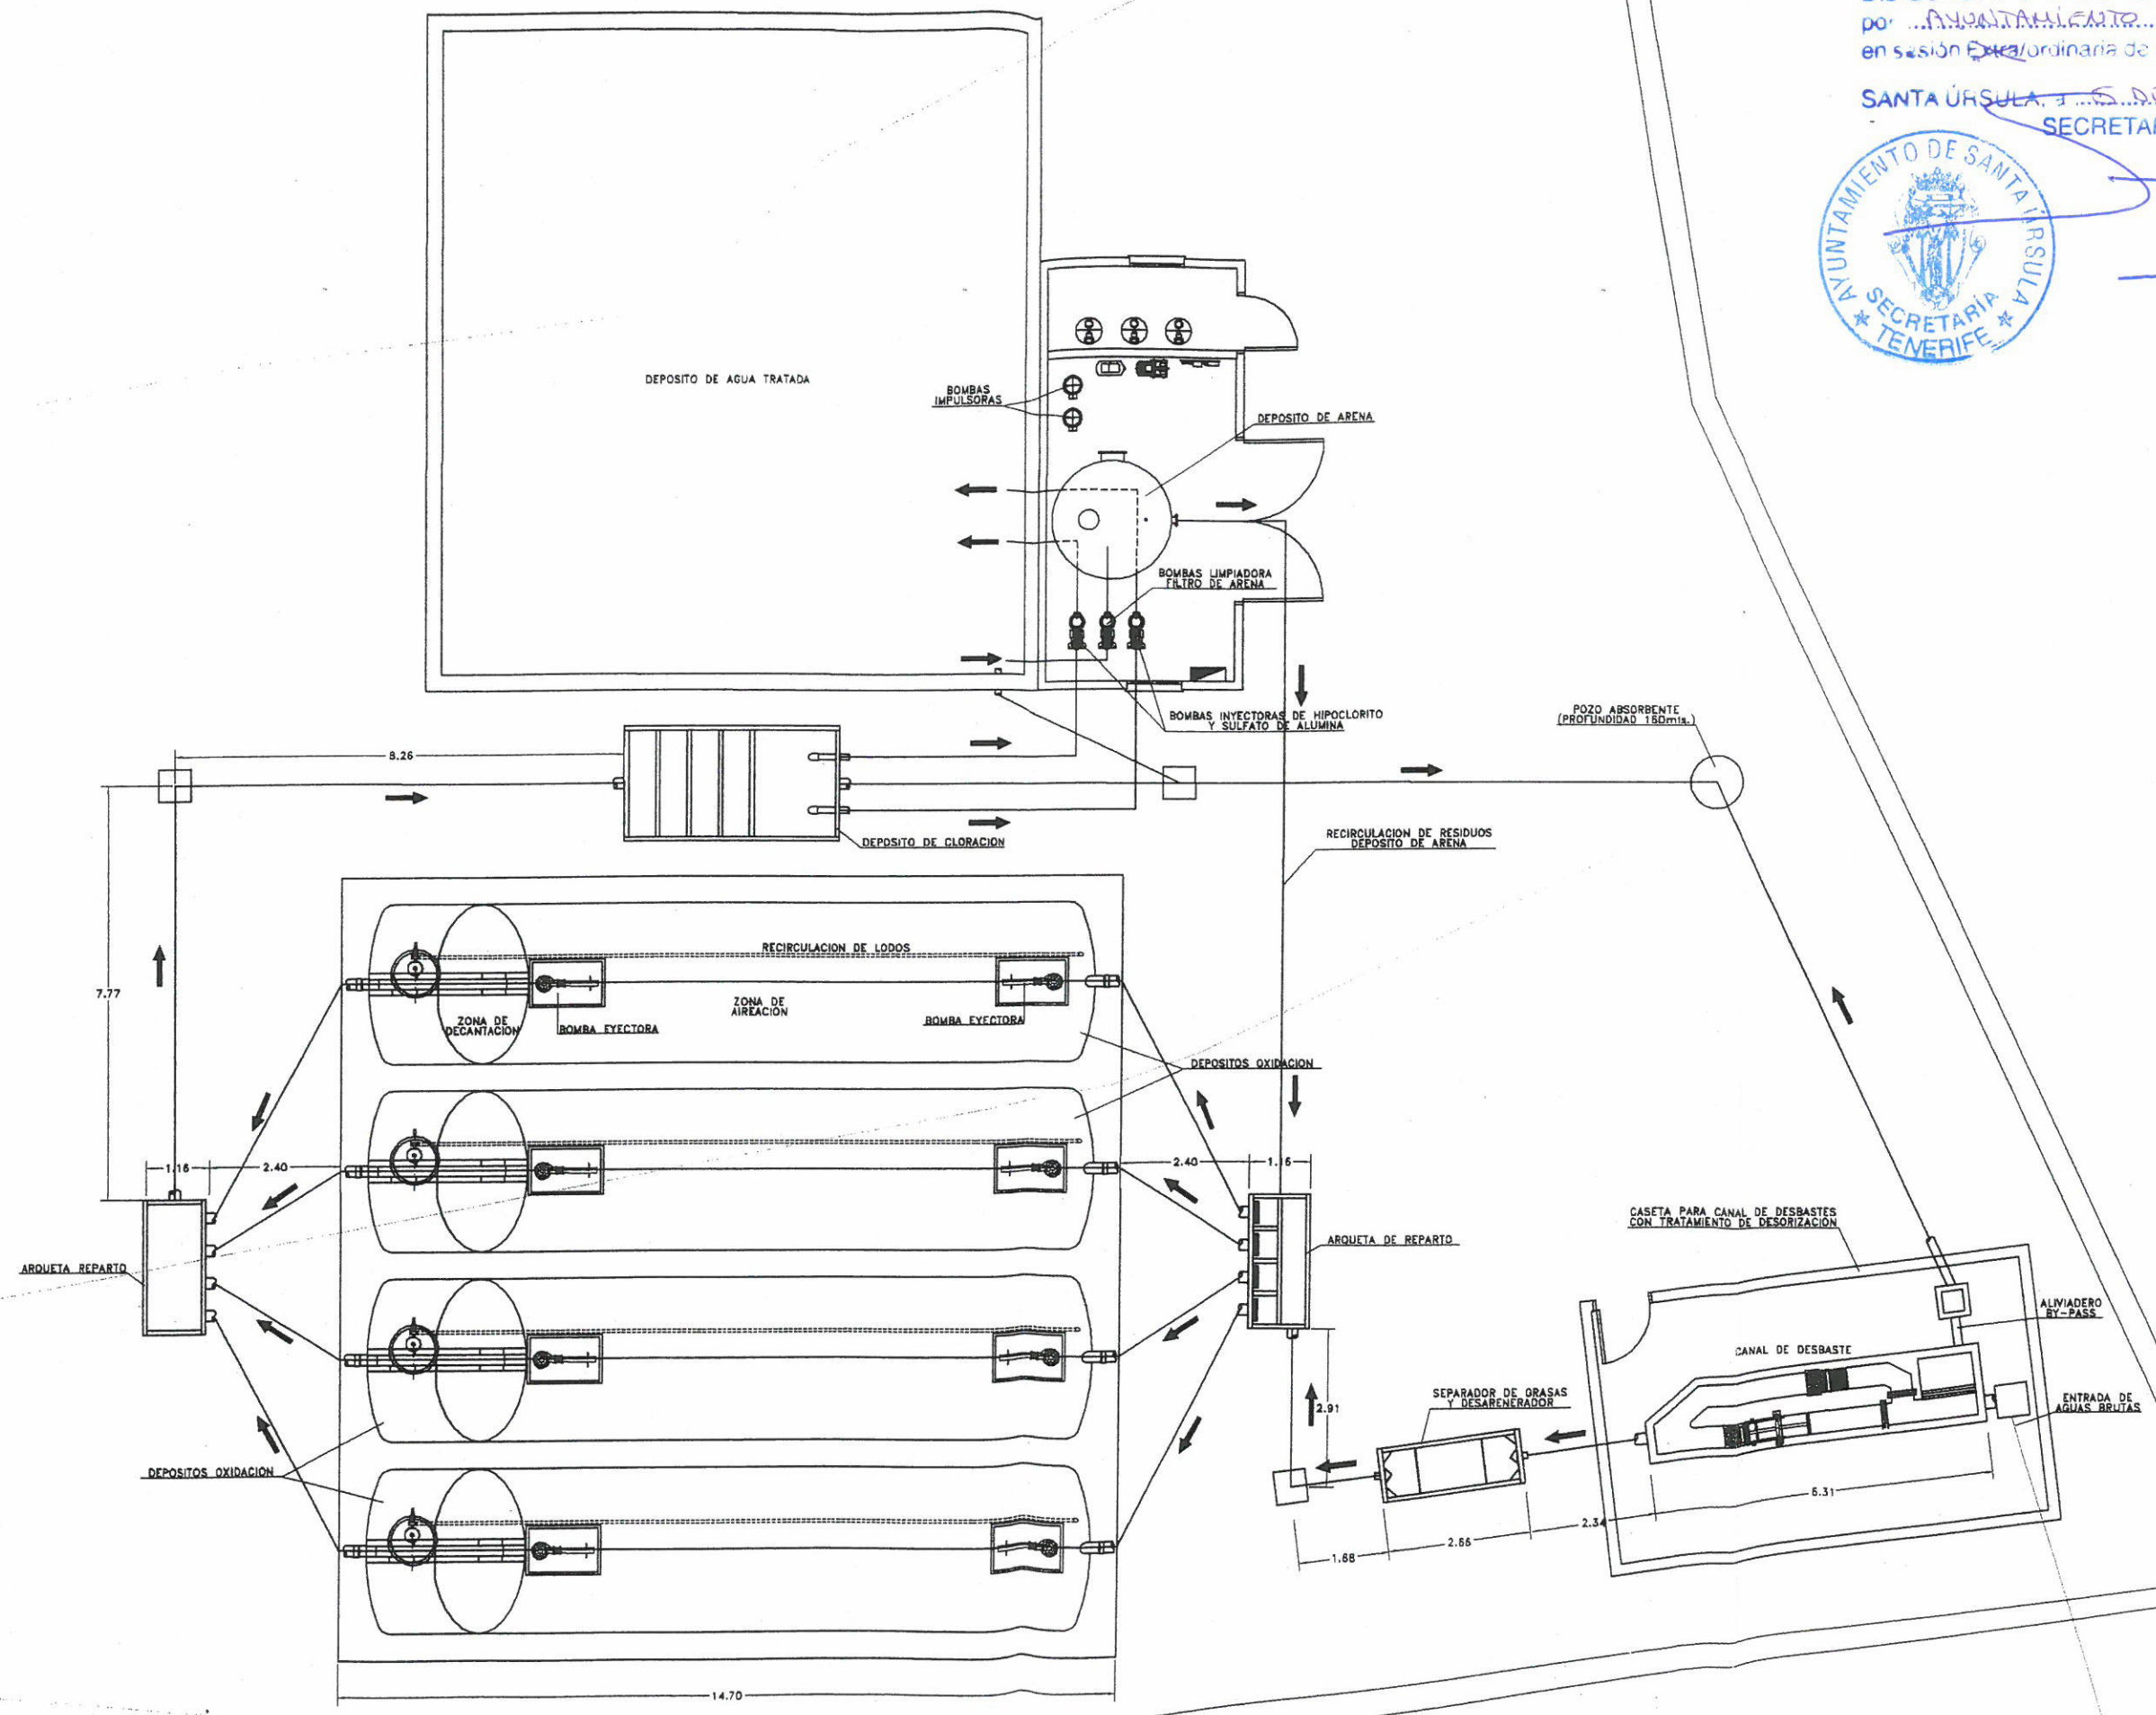 por AYUNTAMIENTO
en sesión Extra/ordinaria de
SANTA ÚRSULA,
AYUNTAMIENTO DE SANTA ÚRSULA
SECRETARÍA
TENERIFE
DEPOSITO DE AGUA TRATADA
BOMBAS
IMPULSORAS
DEPOSITO DE ARENA
BOMBAS LIMPIADORA
FILTRO DE ARENA
BOMBAS INYECTORAS DE HIPOCLORITO
Y SULFATO DE ALUMINA
POZO ABSORBENTE
(PROFUNDIDAD 160mts.)
8.26
DEPOSITO DE CLORACION
RECIRCULACION DE RESIDUOS
DEPOSITO DE ARENA
7.77
RECIRCULACION DE LODOS
ZONA DE
DECANTACION
BOMBA EYECTORA
ZONA DE
AIREACION
BOMBA EYECTORA
DEPOSITOS OXIDACION
1.16
2.40
2.40
1.16
ARQUETA REPARTO
ARQUETA DE REPARTO
CASETA PARA CANAL DE DESBASTES
CON TRATAMIENTO DE DESORIZACION
ALIVIADERO
BY-PASS
CANAL DE DESBASTE
ENTRADA DE
AGUAS BRUTAS
SEPARADOR DE GRASAS
Y DESARENERADOR
2.91
DEPOSITOS OXIDACION
1.68
2.66
2.34
6.31
14.70